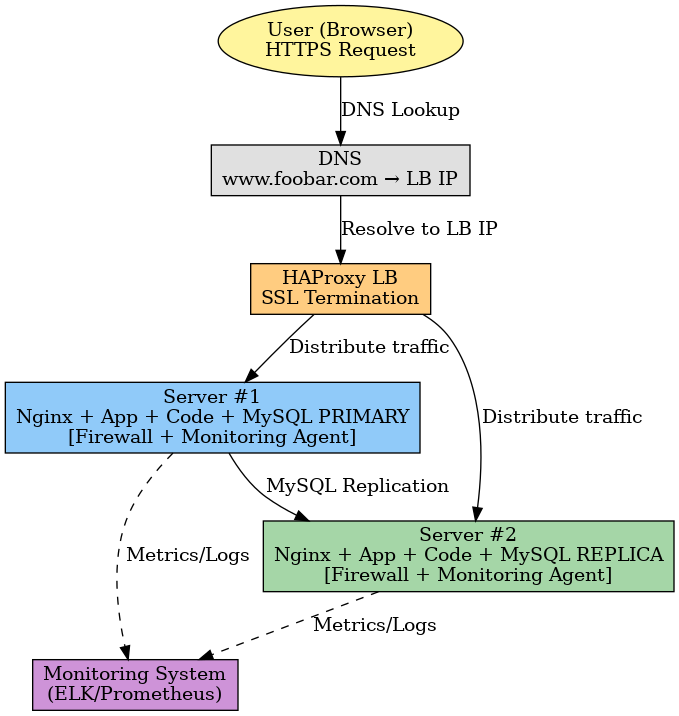 User (Browser)
HTTPS Request
DNS Lookup
DNS
www.foobar.com → LB IP
Resolve to LB IP
HAProxy LB
SSL Termination
Distribute traffic
Server #1
Nginx + App + Code + MySQL PRIMARY
[Firewall + Monitoring Agent]
Distribute traffic
MySQL Replication
Server #2
Nginx + App + Code + MySQL REPLICA
[Firewall + Monitoring Agent]
Metrics/Logs
Metrics/Logs
Monitoring System
(ELK/Prometheus)